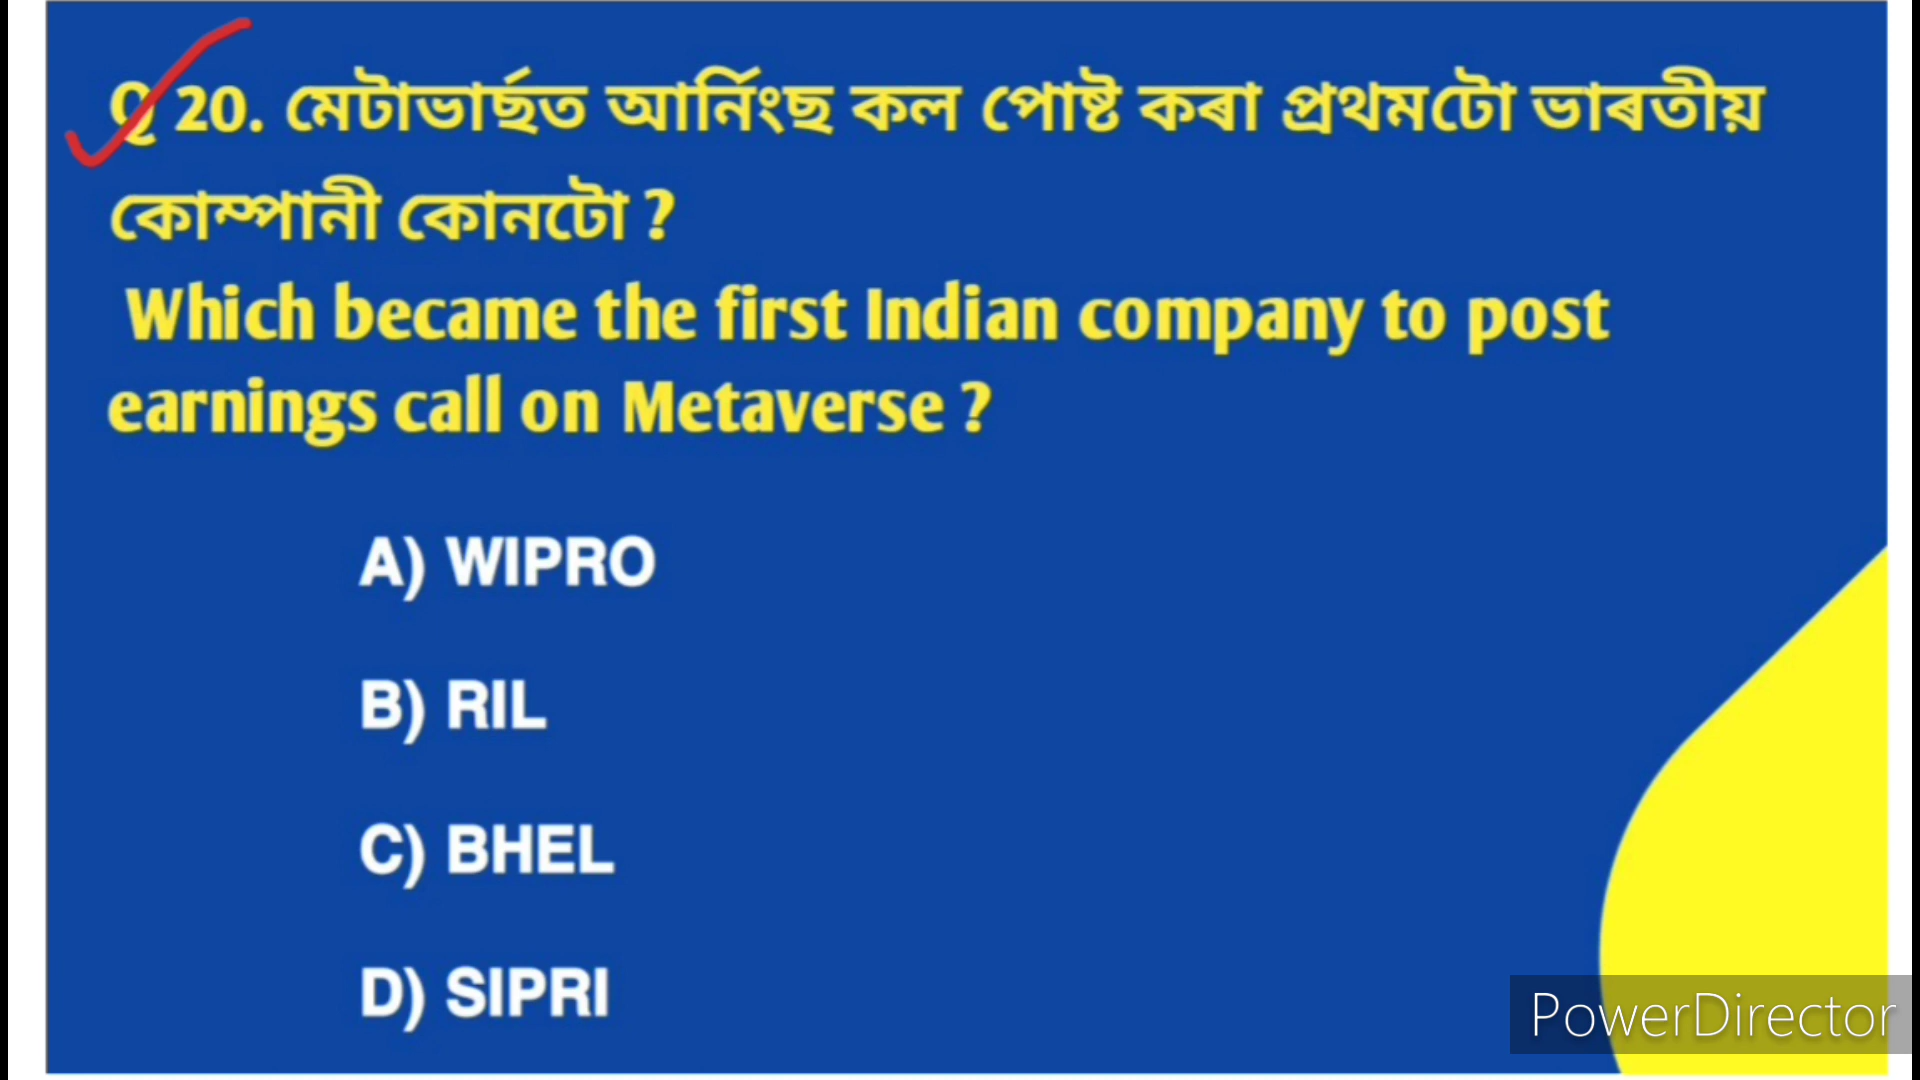 Q 20. মেটাভাৰ্ছত আৰ্নিংছ কল পোষ্ট কৰা প্ৰথমটো ভাৰতীয়
কোম্পানী কোনটো ?
Which became the first Indian company to post
earnings call on Metaverse ?
A) WIPRO
B) RIL
C) BHEL
D) SIPRI
PowerDirector